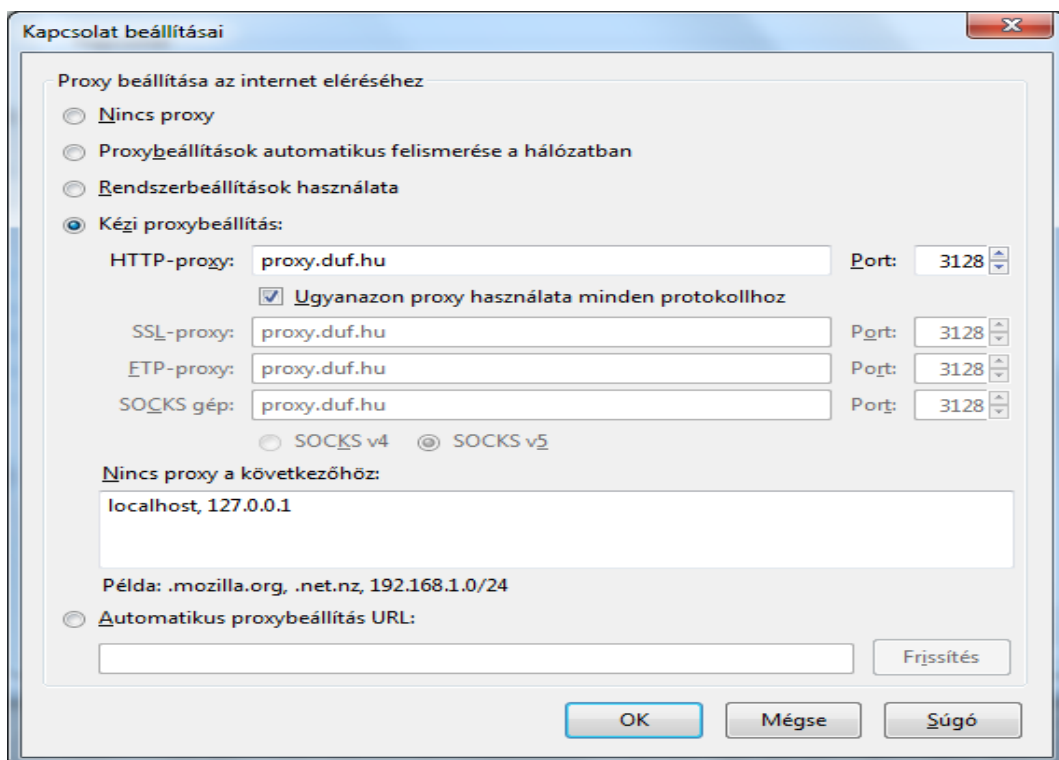 Kapcsolat beállításai
Proxy beállítása az internet eléréséhez
Nincs proxy
Proxybeállítások automatikus felismerése a hálózatban
Rendszerbeállítások használata
Kézi proxybeállítás:
HTTP-proxy: proxy.duf.hu Port: 3128
Ugyanazon proxy használata minden protokollhoz
SSL-proxy: proxy.duf.hu Port: 3128
FTP-proxy: proxy.duf.hu Port: 3128
SOCKS gép: proxy.duf.hu Port: 3128
SOCKS v4 SOCKS v5
Nincs proxy a következőhöz:
localhost, 127.0.0.1
Példa: .mozilla.org, .net.nz, 192.168.1.0/24
Automatikus proxybeállítás URL:
Frissítés
OK Mégse Súgó